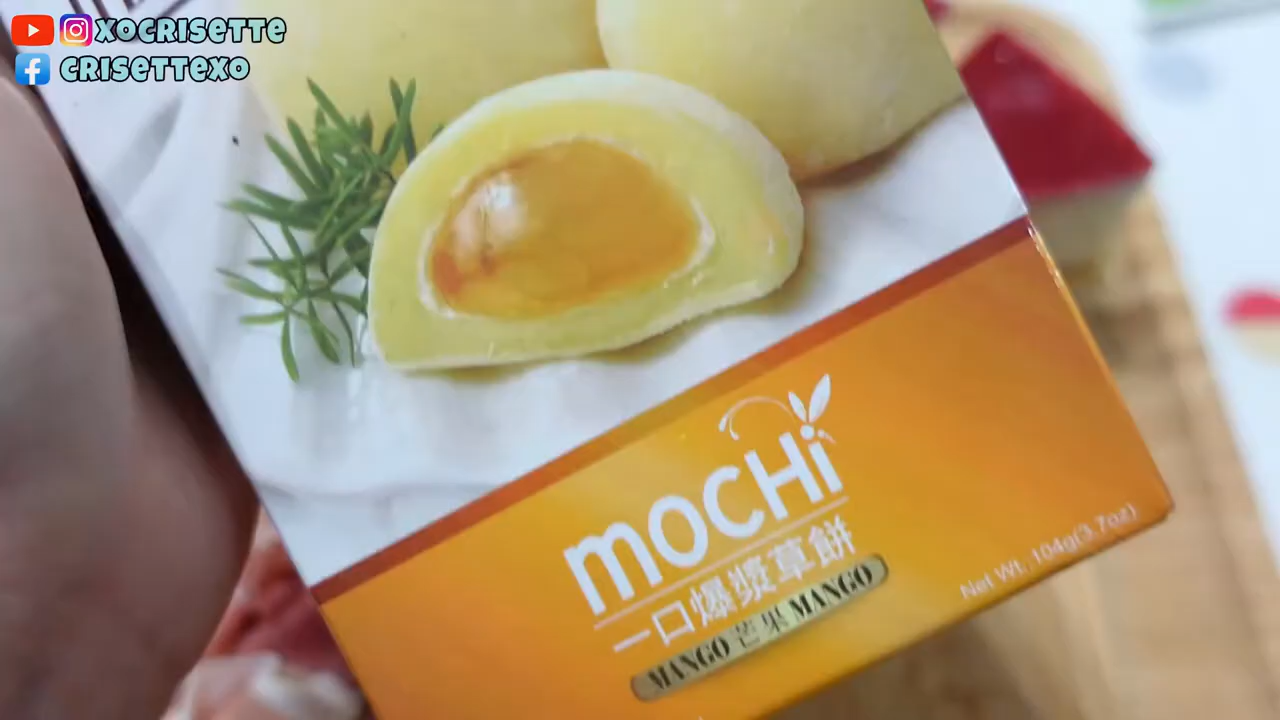 xocrisette
crisettexo
mocHi
一口爆漿草餅
MANGO 芒果 MANGO
Net Wt. 104g(3.7oz)